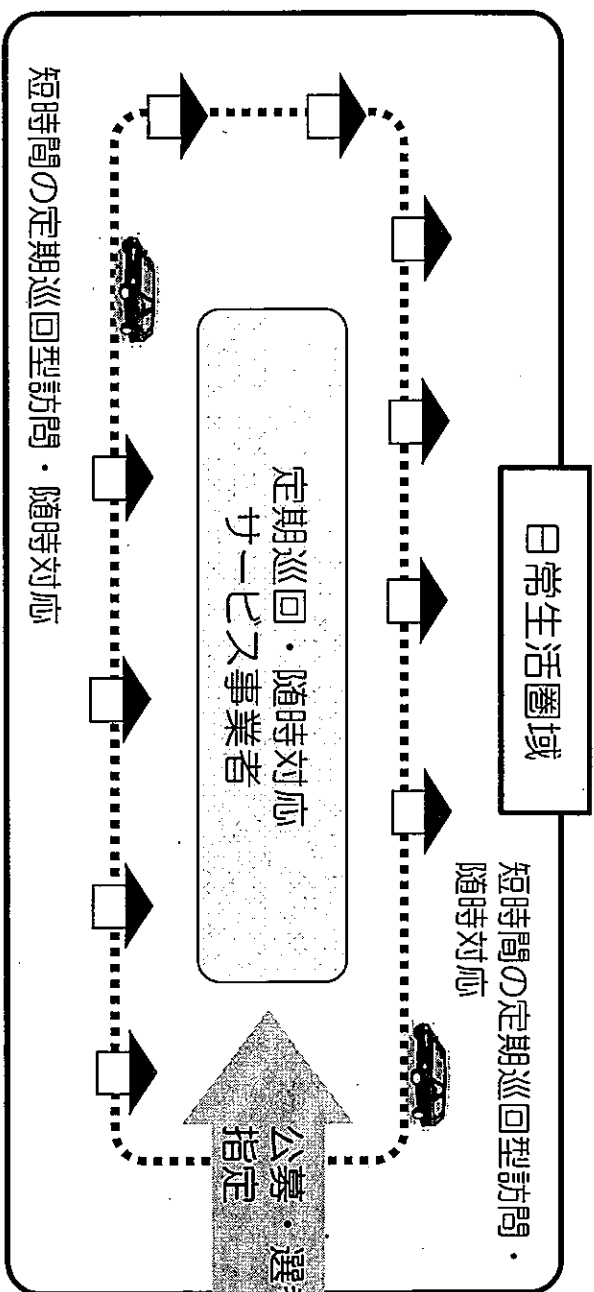 日常生活圏域
短時間の定期巡回型訪問・
随時対応
定期巡回・随時対応
サービス事業者
公募・選
指定
短時間の定期巡回型訪問・随時対応